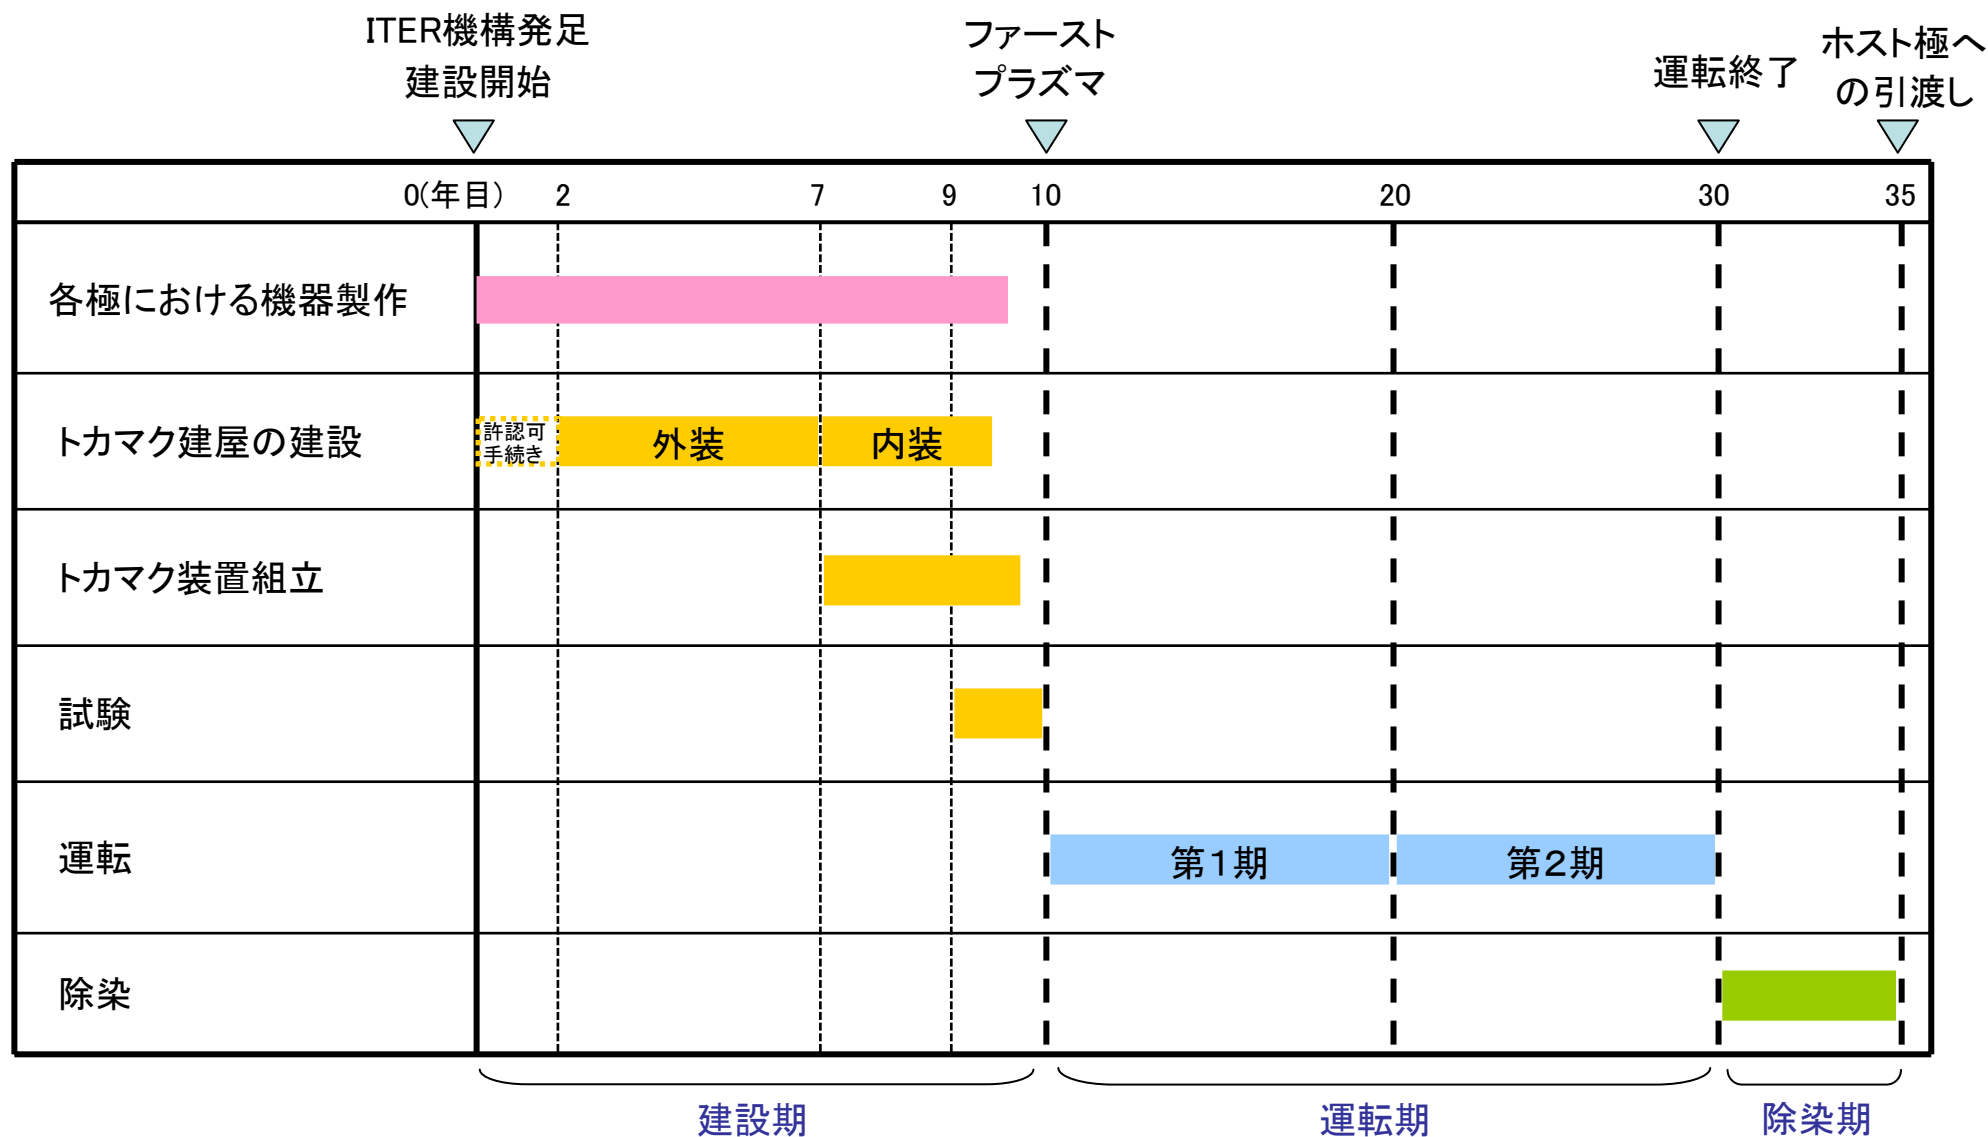 ITER機構発足
建設開始
ファースト
プラズマ
運転終了
ホスト極へ
の引渡し
0(年目) 2 7 9 10 20 30 35
各極における機器製作
トカマク建屋の建設
許認可
手続き
外装
内装
トカマク装置組立
試験
運転
第1期
第2期
除染
建設期
運転期
除染期